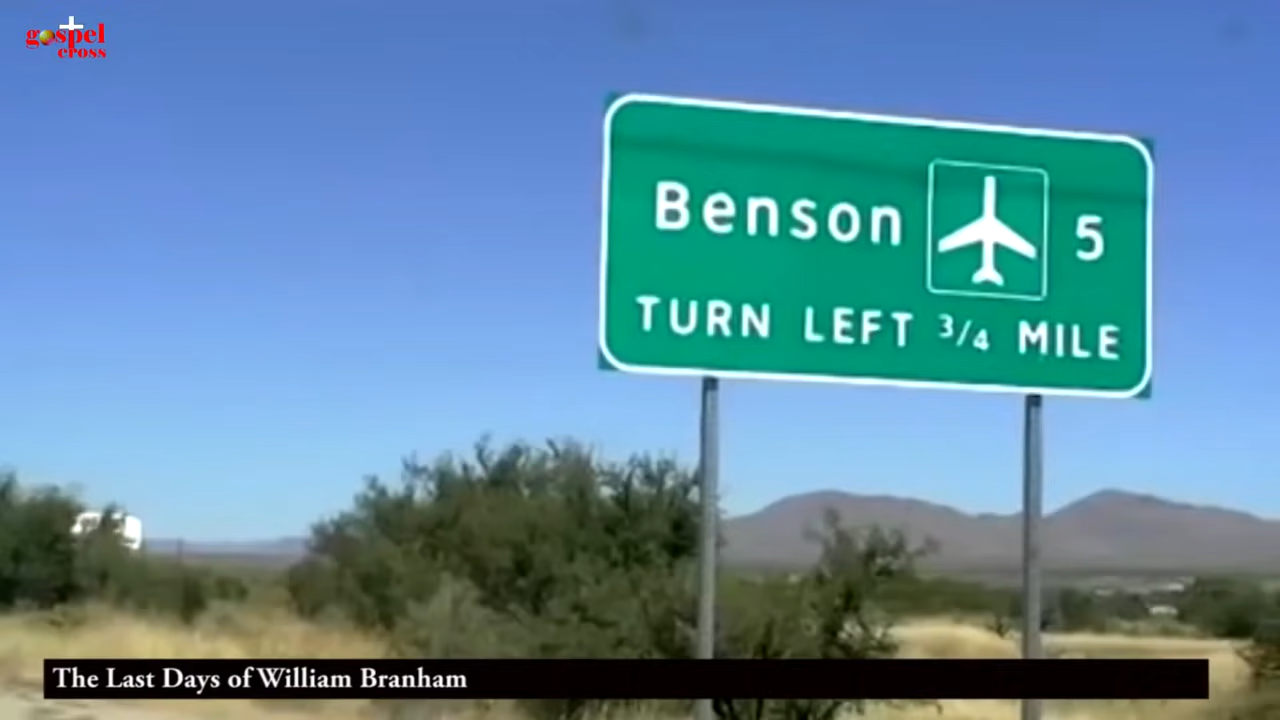 gospel
cross
Benson 5
TURN LEFT 3/4 MILE
The Last Days of William Branham